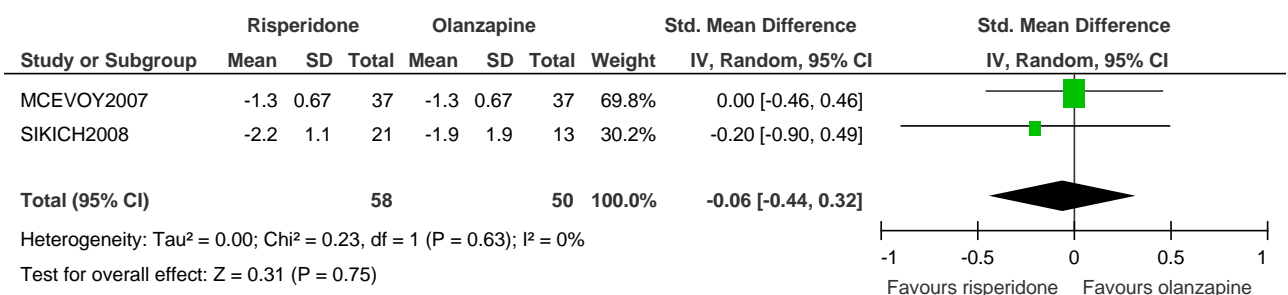 Risperidone Olanzapine Std. Mean Difference Std. Mean Difference
Study or Subgroup Mean SD Total Mean SD Total Weight IV, Random, 95% CI IV, Random, 95% CI
MCEVOY2007 -1.3 0.67 37 -1.3 0.67 37 69.8% 0.00 [-0.46, 0.46]
SIKICH2008 -2.2 1.1 21 -1.9 1.9 13 30.2% -0.20 [-0.90, 0.49]
Total (95% CI) 58 50 100.0% -0.06 [-0.44, 0.32]
Heterogeneity: Tau² = 0.00; Chi² = 0.23, df = 1 (P = 0.63); I² = 0%
Test for overall effect: Z = 0.31 (P = 0.75)
-1 -0.5 0 0.5 1
Favours risperidone Favours olanzapine